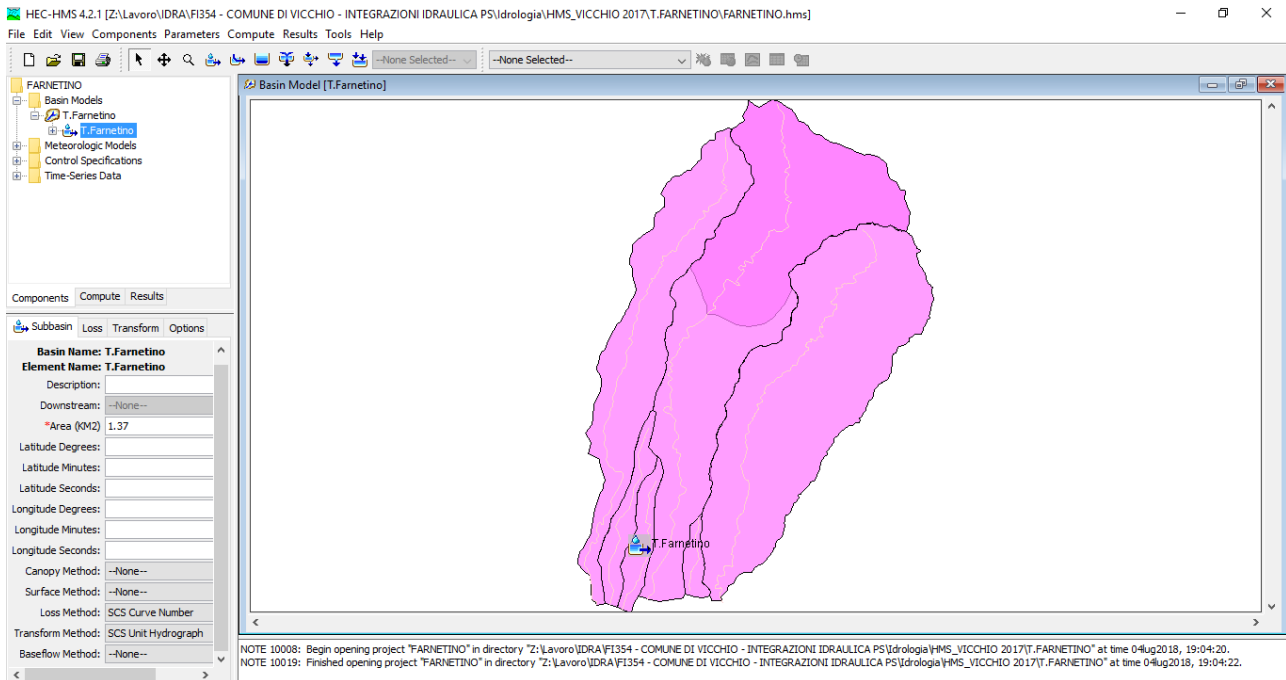 HEC-HMS 4.2.1 [Z:\Lavoro\IDRA\FI354 - COMUNE DI VICCHIO - INTEGRAZIONI IDRAULICA PS\Idrologia\HMS_VICCHIO 2017\T.FARNETINO\FARNETINO.hms]
File Edit View Components Parameters Compute Results Tools Help
--None Selected-- --None Selected--
FARNETINO
Basin Models
T.Farnetino
T.Farnetino
Meteorologic Models
Control Specifications
Time-Series Data
Components Compute Results
Subbasin Loss Transform Options
Basin Name: T.Farnetino
Element Name: T.Farnetino
Description:
Downstream: --None--
*Area (KM2) 1.37
Latitude Degrees:
Latitude Minutes:
Latitude Seconds:
Longitude Degrees:
Longitude Minutes:
Longitude Seconds:
Canopy Method: --None--
Surface Method: --None--
Loss Method: SCS Curve Number
Transform Method: SCS Unit Hydrograph
Baseflow Method: --None--
Basin Model [T.Farnetino]
T.Farnetino
NOTE 10008: Begin opening project "FARNETINO" in directory "Z:\Lavoro\IDRA\FI354 - COMUNE DI VICCHIO - INTEGRAZIONI IDRAULICA PS\Idrologia\HMS_VICCHIO 2017\T.FARNETINO" at time 04lug2018, 19:04:20.
NOTE 10019: Finished opening project "FARNETINO" in directory "Z:\Lavoro\IDRA\FI354 - COMUNE DI VICCHIO - INTEGRAZIONI IDRAULICA PS\Idrologia\HMS_VICCHIO 2017\T.FARNETINO" at time 04lug2018, 19:04:22.